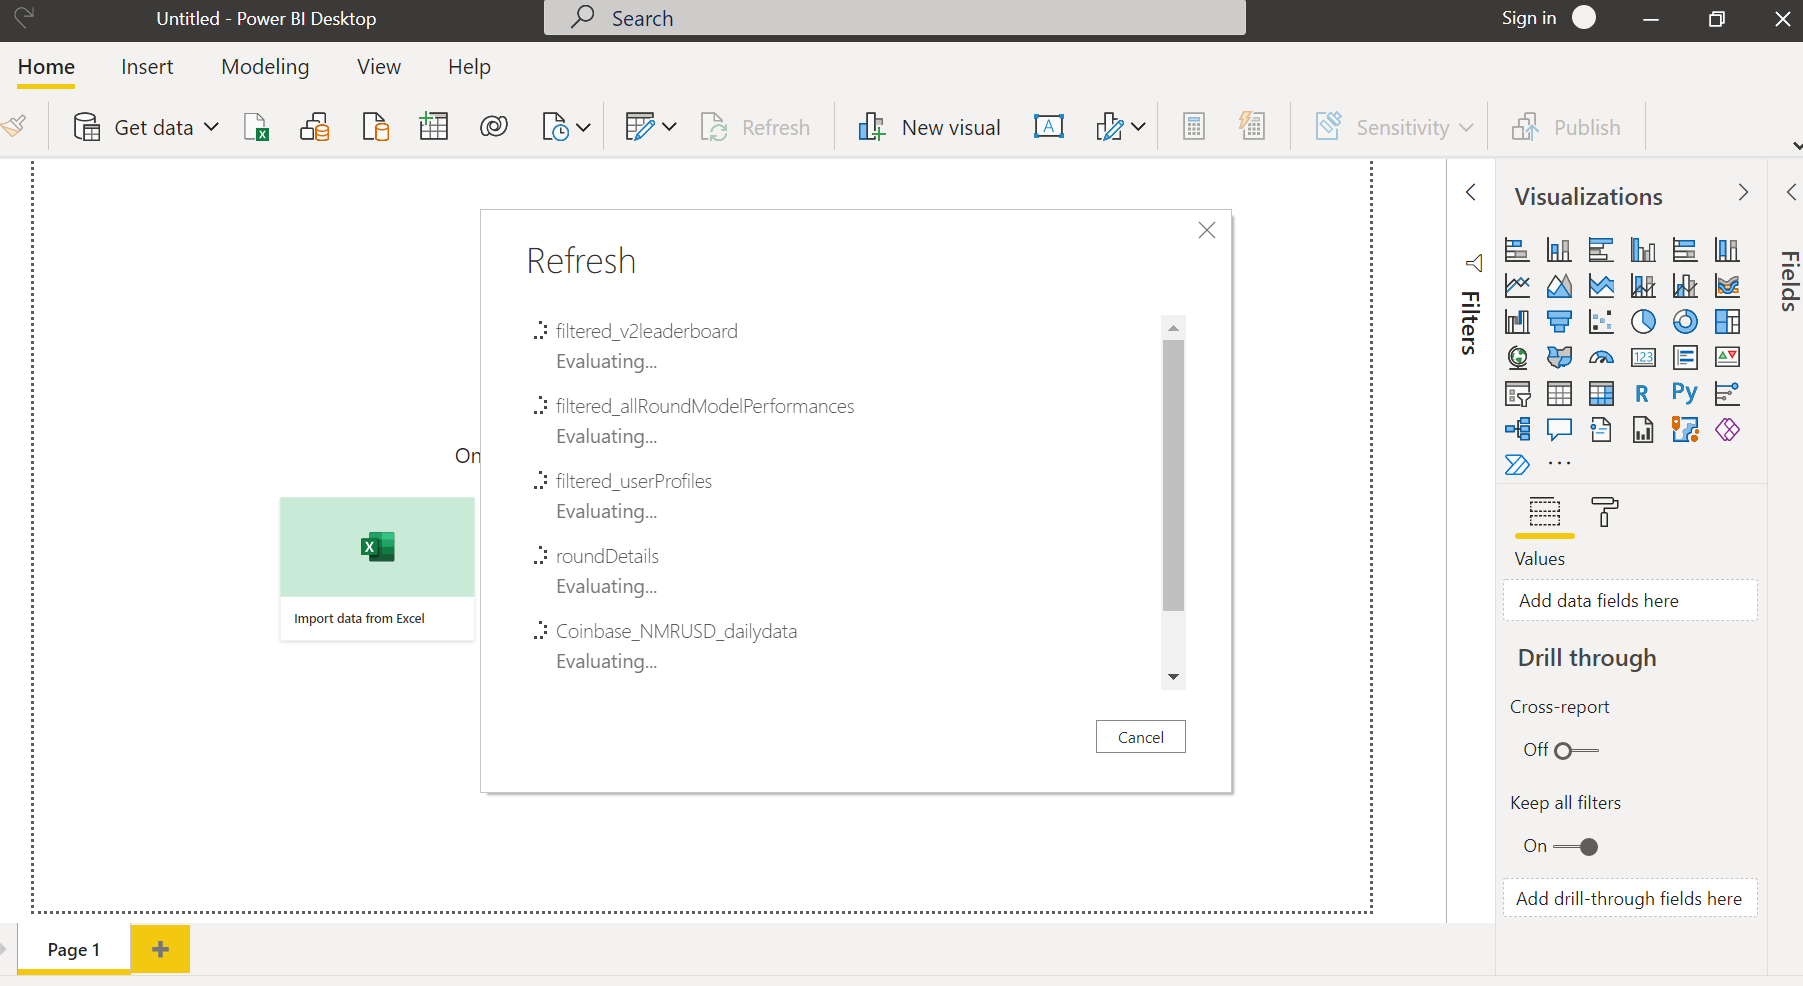 Untitled - Power BI Desktop
Search
Sign in
Home
Insert
Modeling
View
Help
Get data
Refresh
New visual
Sensitivity
Publish
Refresh
filtered_v2leaderboard
Evaluating...
filtered_allRoundModelPerformances
Evaluating...
filtered_userProfiles
Evaluating...
roundDetails
Evaluating...
Coinbase_NMRUSD_dailydata
Evaluating...
Cancel
On
Import data from Excel
Filters
Visualizations
123
R
Py
Values
Add data fields here
Drill through
Cross-report
Off
Keep all filters
On
Add drill-through fields here
Fields
Page 1